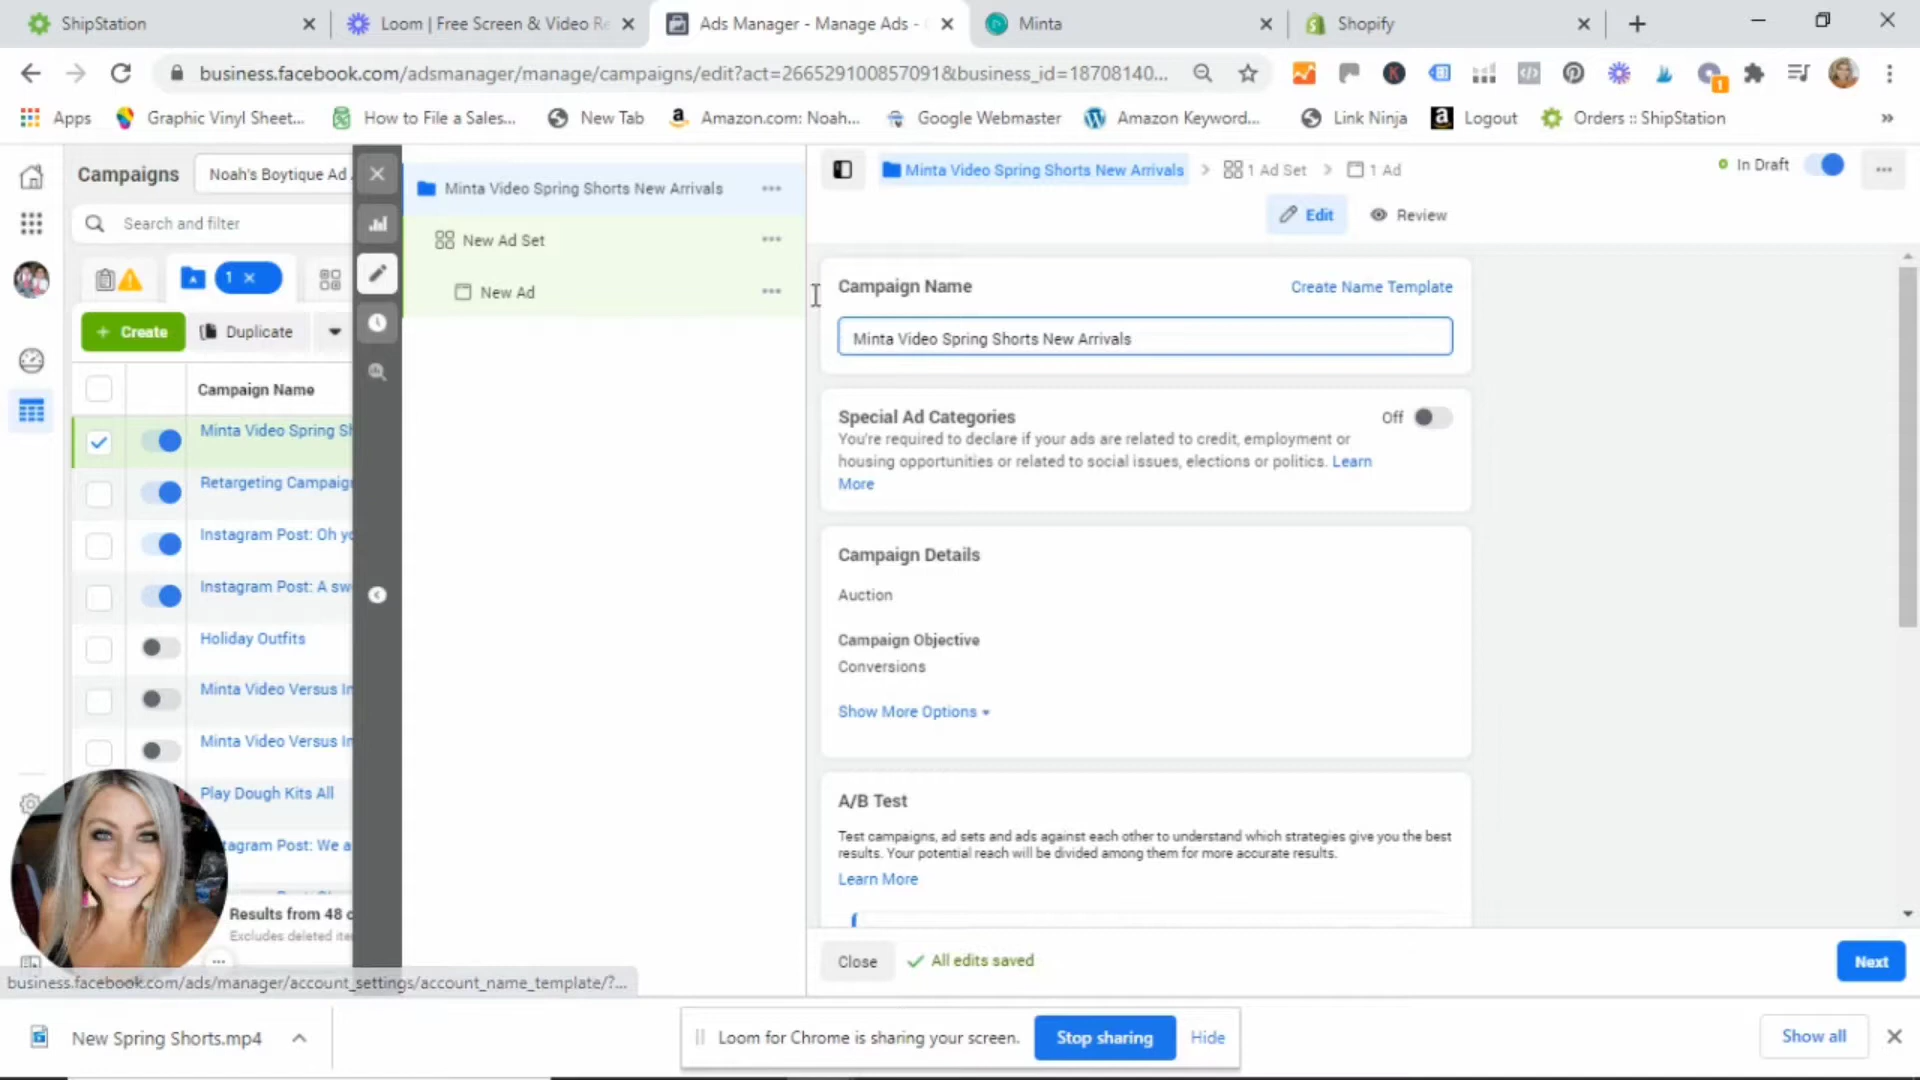 ShipStation
Loom | Free Screen & Video Re
Ads Manager - Manage Ads -
Minta
Shopify
business.facebook.com/adsmanager/manage/campaigns/edit?act=266529100857091&business_id=18708140...
1
Apps
Graphic Vinyl Sheet...
How to File a Sales...
New Tab
Amazon.com: Noah...
Google Webmaster
Amazon Keyword...
Link Ninja
Logout
Orders :: ShipStation
»
Campaigns
Noah's Boytique Ad
Search and filter
1 ×
+ Create
Duplicate
Campaign Name
Minta Video Spring Sh
Retargeting Campaig
Instagram Post: Oh yo
Instagram Post: A sw
Holiday Outfits
Minta Video Versus In
Minta Video Versus In
Play Dough Kits All
tagram Post: We a
Results from 48 c
Excludes deleted ite
Minta Video Spring Shorts New Arrivals
New Ad Set
New Ad
Minta Video Spring Shorts New Arrivals > 1 Ad Set > 1 Ad
In Draft
Edit
Review
Campaign Name
Create Name Template
Minta Video Spring Shorts New Arrivals
Special Ad Categories
Off
You're required to declare if your ads are related to credit, employment or
housing opportunities or related to social issues, elections or politics. Learn
More
Campaign Details
Auction
Campaign Objective
Conversions
Show More Options
A/B Test
Test campaigns, ad sets and ads against each other to understand which strategies give you the best
results. Your potential reach will be divided among them for more accurate results.
Learn More
Close
All edits saved
Next
business.facebook.com/ads/manager/account_settings/account_name_template/?...
New Spring Shorts.mp4
Loom for Chrome is sharing your screen.
Stop sharing
Hide
Show all